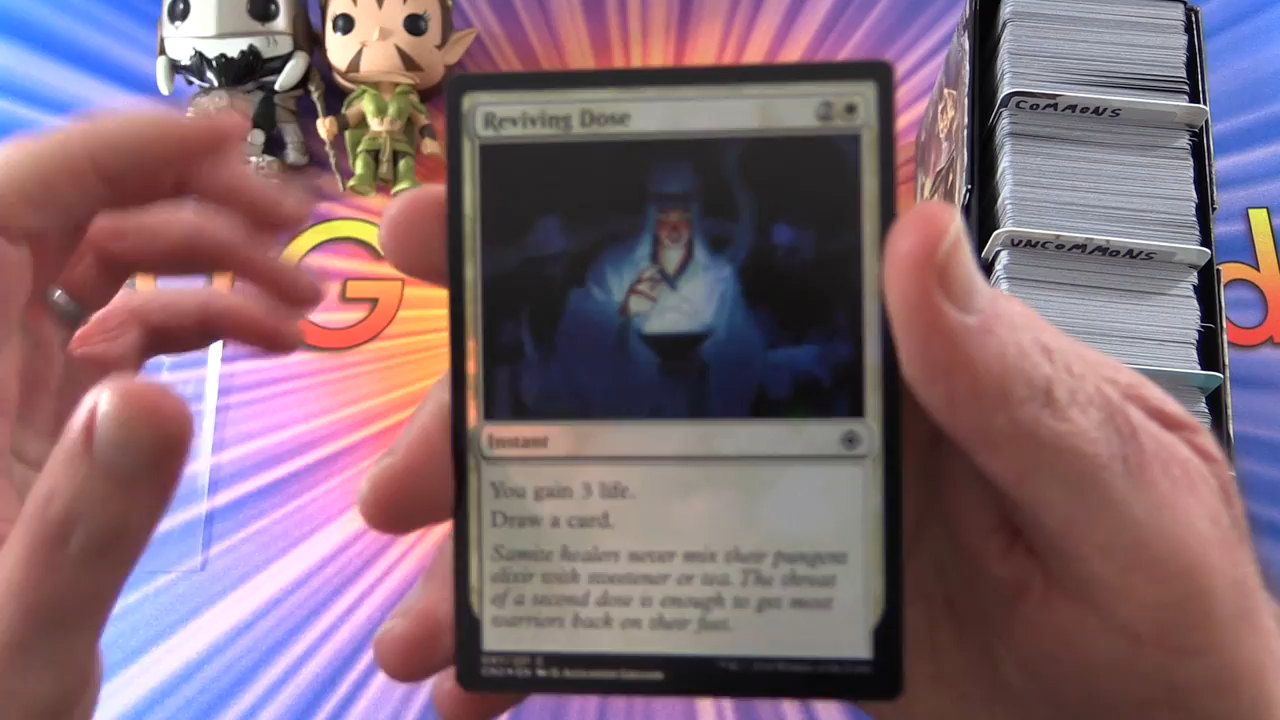 COMMONS
UNCOMMONS
G
d
Reviving Dose
2
Instant
You gain 3 life.
Draw a card.
Samite healers never mix their pungent
elixir with sweetener or tea. The threat
of a second dose is enough to get most
warriors back on their feet.